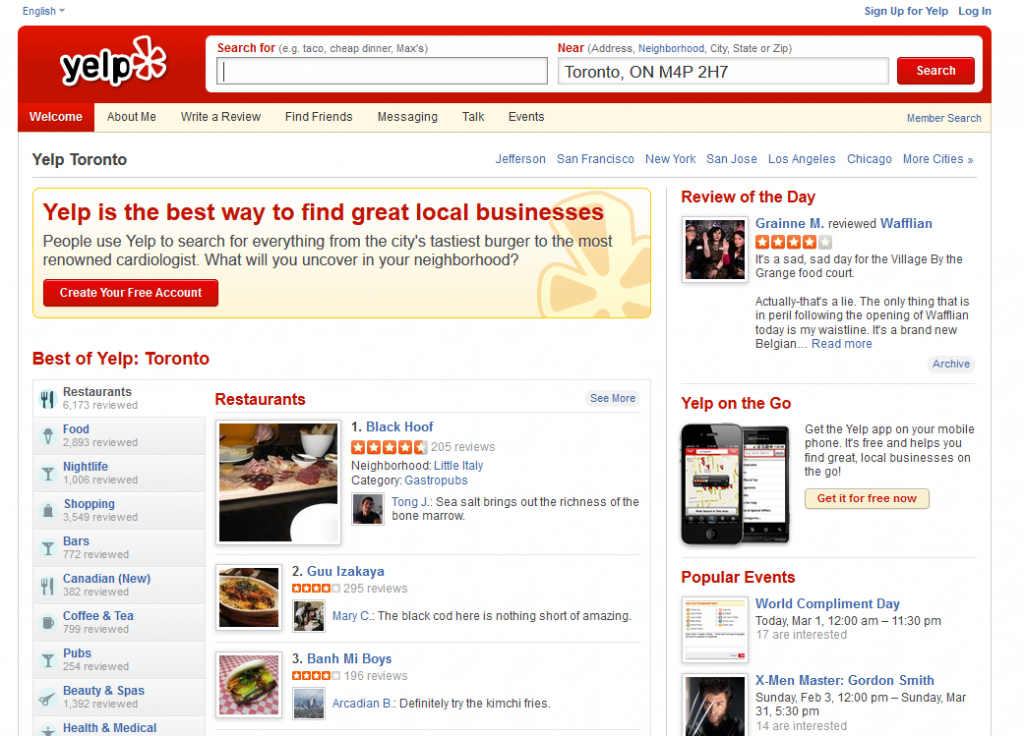 English
Sign Up for Yelp Log In
yelp
Search for (e.g. taco, cheap dinner, Max's)
Near (Address, Neighborhood, City, State or Zip)
Toronto, ON M4P 2H7
Search
Welcome About Me Write a Review Find Friends Messaging Talk Events
Member Search
Yelp Toronto
Jefferson San Francisco New York San Jose Los Angeles Chicago More Cities »
Yelp is the best way to find great local businesses
People use Yelp to search for everything from the city's tastiest burger to the most
renowned cardiologist. What will you uncover in your neighborhood?
Create Your Free Account
Best of Yelp: Toronto
Restaurants
6,173 reviewed
Food
2,893 reviewed
Nightlife
1,006 reviewed
Shopping
3,549 reviewed
Bars
772 reviewed
Canadian (New)
382 reviewed
Coffee & Tea
799 reviewed
Pubs
254 reviewed
Beauty & Spas
1,392 reviewed
Health & Medical
Restaurants
See More
1. Black Hoof
205 reviews
Neighborhood: Little Italy
Category: Gastropubs
Tong J.: Sea salt brings out the richness of the
bone marrow.
2. Guu Izakaya
295 reviews
Mary C.: The black cod here is nothing short of amazing.
3. Banh Mi Boys
196 reviews
Arcadian B.: Definitely try the kimchi fries.
Review of the Day
Grainne M. reviewed Wafflian
It's a sad, sad day for the Village By the
Grange food court.
Actually-that's a lie. The only thing that is
in peril following the opening of Wafflian
today is my waistline. It's a brand new
Belgian… Read more
Archive
Yelp on the Go
Get the Yelp app on your mobile
phone. It's free and helps you
find great, local businesses on
the go!
Get it for free now
Popular Events
World Compliment Day
Today, Mar 1, 12:00 am – 11:30 pm
17 are interested
X-Men Master: Gordon Smith
Sunday, Feb 3, 12:00 pm – Sunday, Mar
31, 5:30 pm
14 are interested